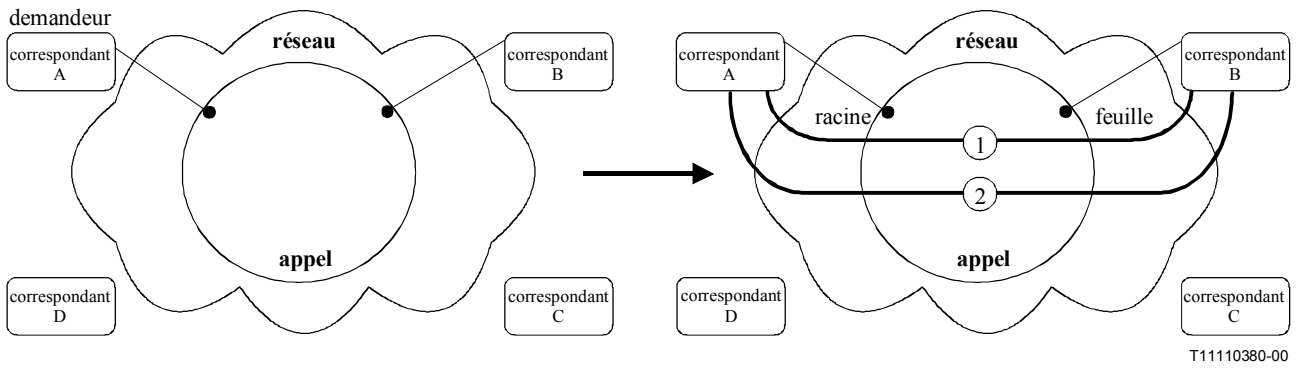 demandeur
correspondant
A
réseau
correspondant
B
appel
correspondant
D
correspondant
C
correspondant
A
réseau
correspondant
B
racine
feuille
1
2
appel
correspondant
D
correspondant
C
T11110380-00